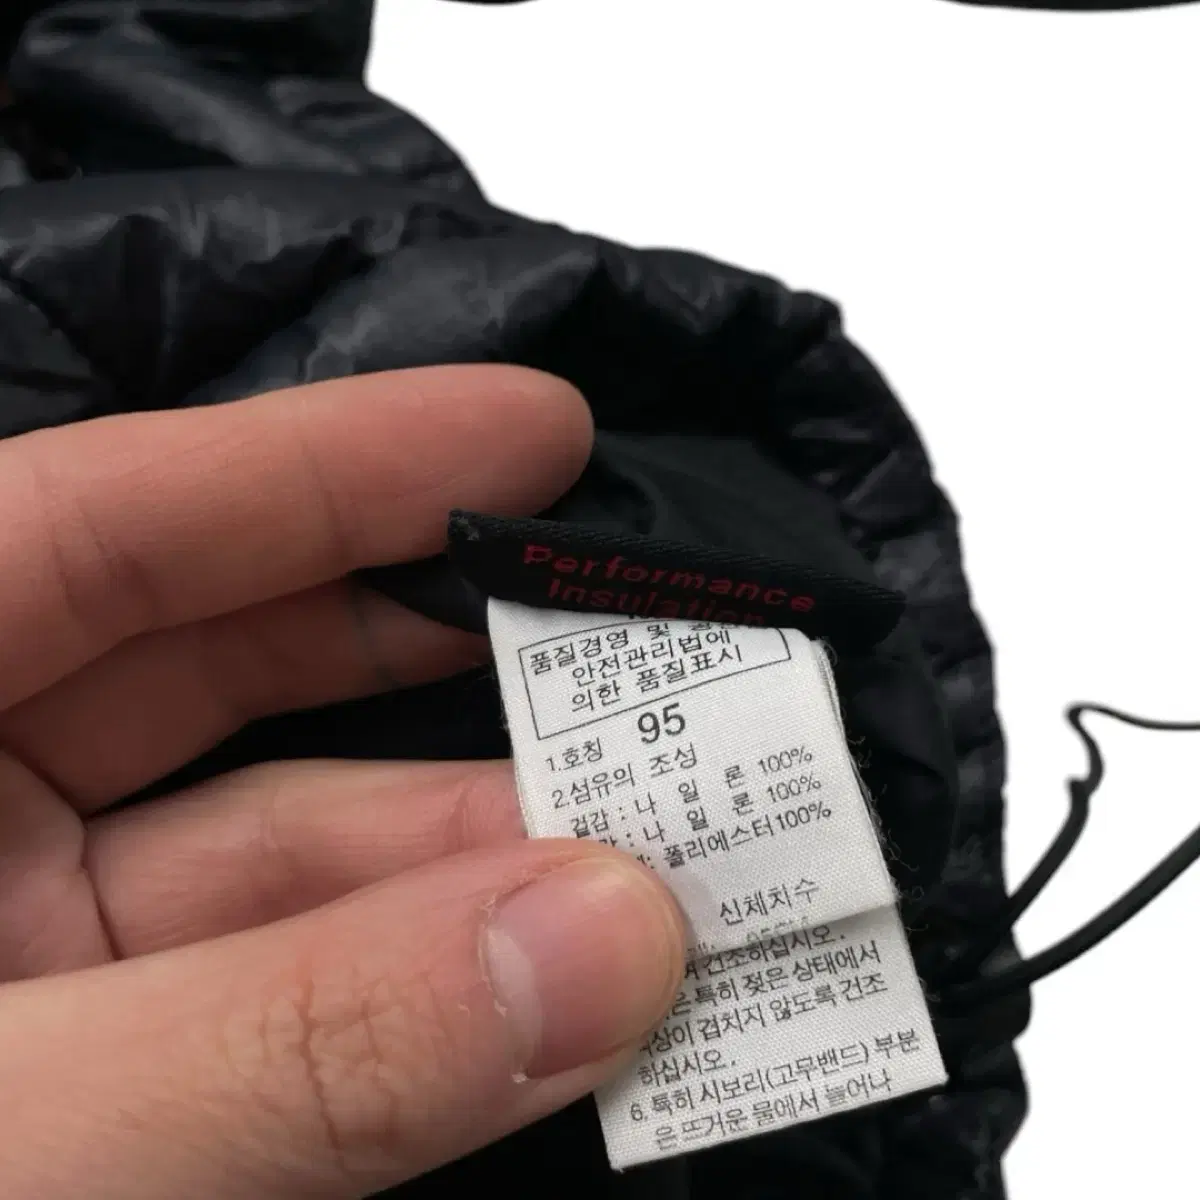 Performance
Insulation
품질경영 및
안전관리법에
의한 품질표시
1.호칭 95
2.섬유의 조성
겉감 : 나 일 론 100%
: 나 일 론 100%
폴리에스터100%
신체치수
건조하십시오.
특히 젖은 상태에서
겹치지 않도록 건조
하십시오.
6. 특히 시보리(고무밴드) 부분
은 뜨거운 물에서 늘어나